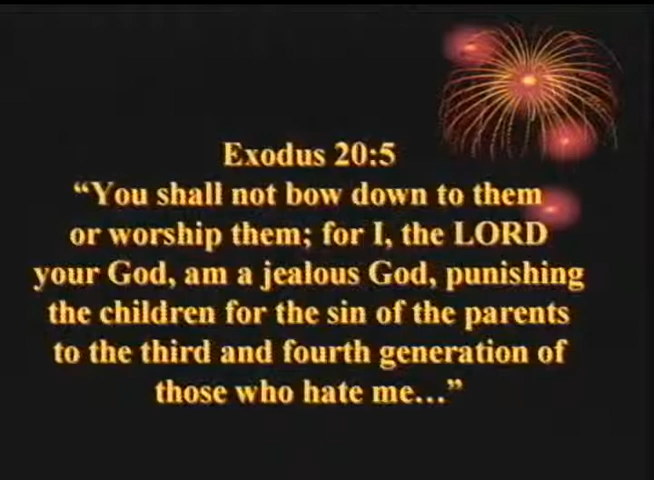 Exodus 20:5
“You shall not bow down to them
or worship them; for I, the LORD
your God, am a jealous God, punishing
the children for the sin of the parents
to the third and fourth generation of
those who hate me…”